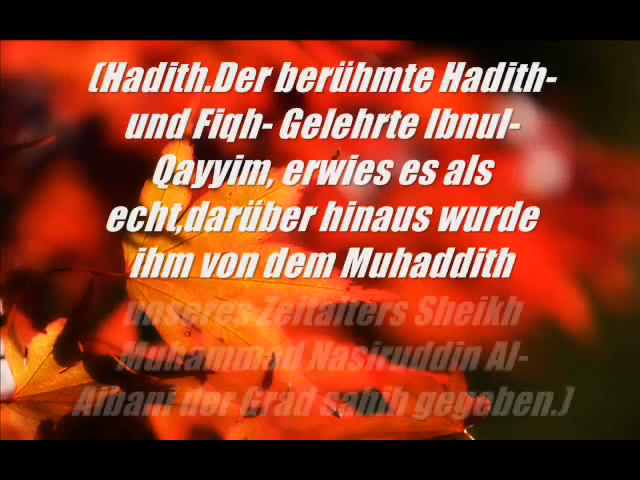 (Hadith.Der berühmte Hadith-
und Fiqh- Gelehrte Ibnul-
Qayyim, erwies es als
echt,darüber hinaus wurde
ihm von dem Muhaddith
unseres Zeitalters Sheikh
Muhammad Nasiruddin Al-
Albani der Grad sahih gegeben.)